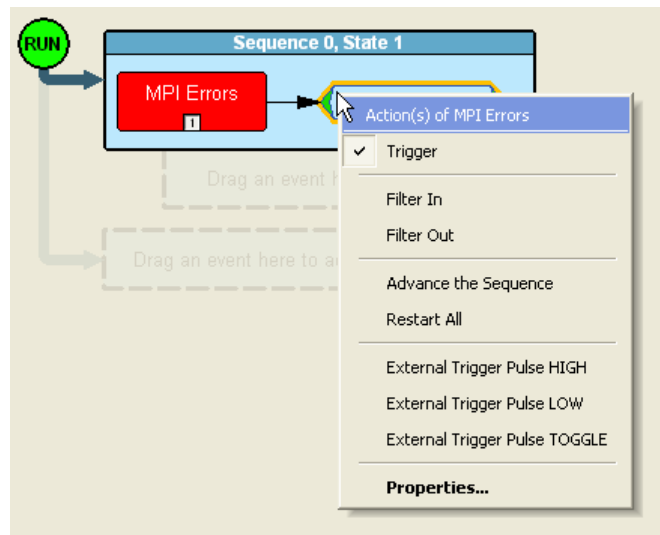 RUN
Sequence 0, State 1
MPI Errors
1
Action(s) of MPI Errors
Trigger
Drag an event h
Filter In
Filter Out
Drag an event here to a
Advance the Sequence
Restart All
External Trigger Pulse HIGH
External Trigger Pulse LOW
External Trigger Pulse TOGGLE
Properties...